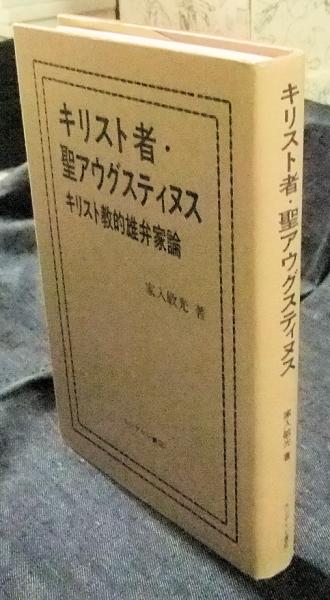 キリスト者・
聖アウグスティヌス
キリスト教的雄弁家論
家入敏光 著
キリスト者・聖アウグスティヌス
家入敏光 著